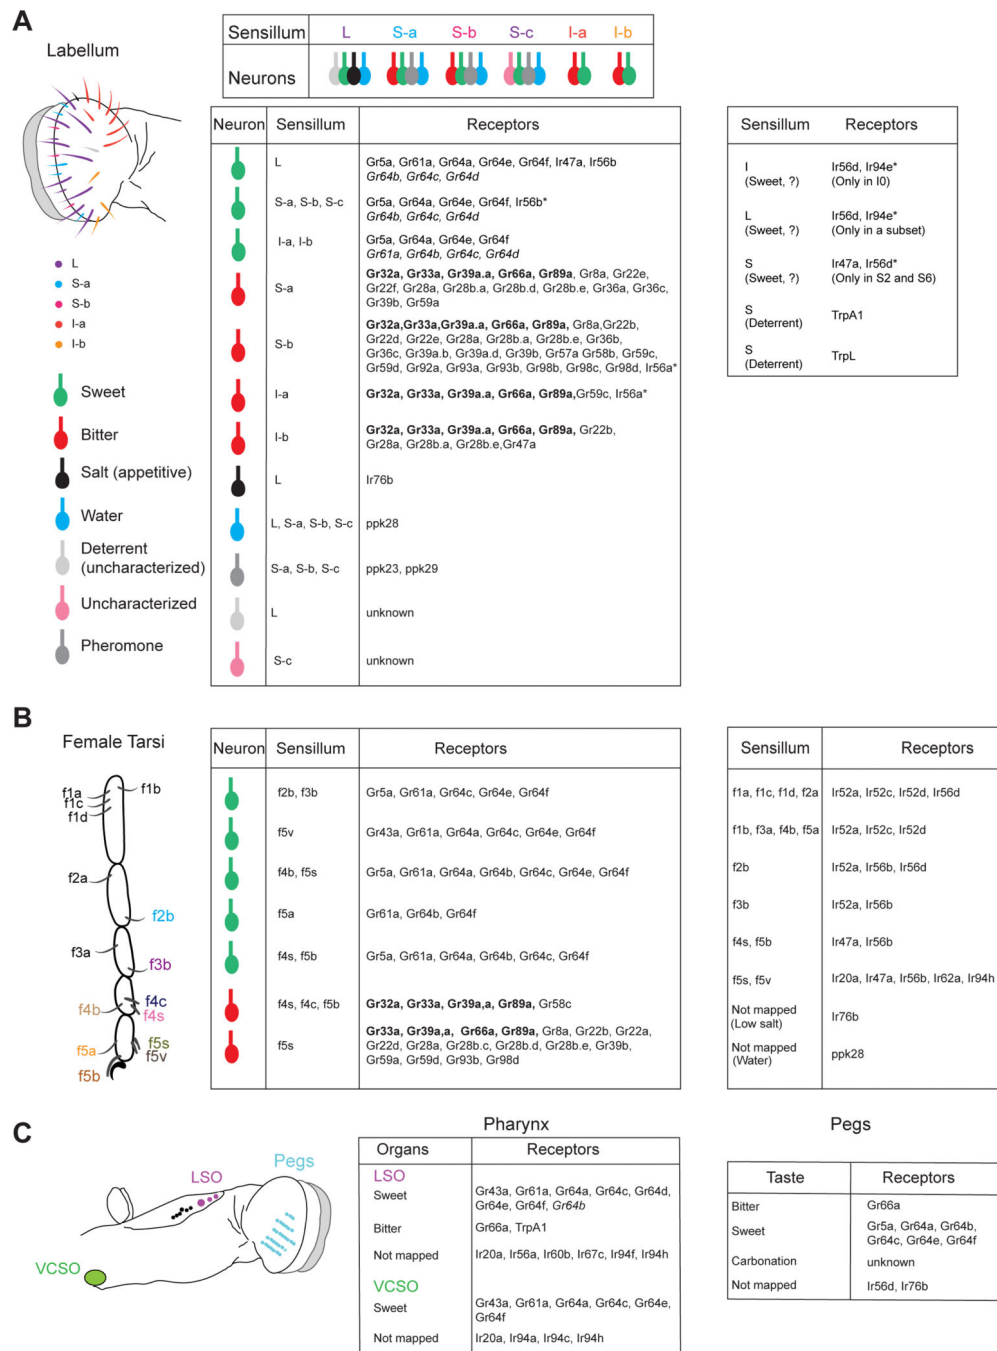 A
Labellum
Sensillum L S-a S-b S-c I-a I-b
Neurons
L
S-a
S-b
I-a
I-b
Sweet
Bitter
Salt (appetitive)
Water
Deterrent
(uncharacterized)
Uncharacterized
Pheromone
Neuron Sensillum Receptors
L Gr5a, Gr61a, Gr64a, Gr64e, Gr64f, Ir47a, Ir56b
Gr64b, Gr64c, Gr64d
S-a, S-b, S-c Gr5a, Gr64a, Gr64e, Gr64f, Ir56b*
Gr64b, Gr64c, Gr64d
I-a, I-b Gr5a, Gr64a, Gr64e, Gr64f
Gr61a, Gr64b, Gr64c, Gr64d
S-a Gr32a, Gr33a, Gr39a.a, Gr66a, Gr89a, Gr8a, Gr22e,
Gr22f, Gr28a, Gr28b.a, Gr28b.d, Gr28b.e, Gr36a, Gr36c,
Gr39b, Gr59a
S-b Gr32a,Gr33a,Gr39a.a, Gr66a, Gr89a, Gr8a,Gr22b,
Gr22d, Gr22e, Gr28a, Gr28b.a, Gr28b.e, Gr36b,
Gr36c, Gr39a.b, Gr39a.d, Gr39b, Gr57a Gr58b, Gr59c,
Gr59d, Gr92a, Gr93a, Gr93b, Gr98b, Gr98c, Gr98d, Ir56a*
I-a Gr32a, Gr33a, Gr39a.a, Gr66a, Gr89a,Gr59c, Ir56a*
I-b Gr32a, Gr33a, Gr39a.a, Gr66a, Gr89a, Gr22b,
Gr28a, Gr28b.a, Gr28b.e,Gr47a
L Ir76b
L, S-a, S-b, S-c ppk28
S-a, S-b, S-c ppk23, ppk29
L unknown
S-c unknown
Sensillum Receptors
I Ir56d, Ir94e*
(Sweet, ?) (Only in I0)
L Ir56d, Ir94e*
(Sweet, ?) (Only in a subset)
S Ir47a, Ir56d*
(Sweet, ?) (Only in S2 and S6)
S TrpA1
(Deterrent)
S TrpL
(Deterrent)
B
Female Tarsi
f1a
f1b
f1c
f1d
f2a
f2b
f3a
f3b
f4b
f4c
f4s
f5a
f5s
f5v
f5b
Neuron Sensillum Receptors
f2b, f3b Gr5a, Gr61a, Gr64c, Gr64e, Gr64f
f5v Gr43a, Gr61a, Gr64a, Gr64c, Gr64e, Gr64f
f4b, f5s Gr5a, Gr61a, Gr64a, Gr64b, Gr64c, Gr64e, Gr64f
f5a Gr61a, Gr64b, Gr64f
f4s, f5b Gr5a, Gr61a, Gr64a, Gr64b, Gr64c, Gr64f
f4s, f4c, f5b Gr32a, Gr33a, Gr39a,a, Gr89a, Gr58c
f5s Gr33a, Gr39a,a, Gr66a, Gr89a, Gr8a, Gr22b, Gr22a,
Gr22d, Gr28a, Gr28b.c, Gr28b.d, Gr28b.e, Gr39b,
Gr59a, Gr59d, Gr93b, Gr98d
Sensillum Receptors
f1a, f1c, f1d, f2a Ir52a, Ir52c, Ir52d, Ir56d
f1b, f3a, f4b, f5a Ir52a, Ir52c, Ir52d
f2b Ir52a, Ir56b, Ir56d
f3b Ir52a, Ir56b
f4s, f5b Ir47a, Ir56b
f5s, f5v Ir20a, Ir47a, Ir56b, Ir62a, Ir94h
Not mapped Ir76b
(Low salt)
Not mapped ppk28
(Water)
C
LSO
Pegs
VCSO
Pharynx
Organs Receptors
LSO
Sweet Gr43a, Gr61a, Gr64a, Gr64c, Gr64d,
Gr64e, Gr64f, Gr64b
Bitter Gr66a, TrpA1
Not mapped Ir20a, Ir56a, Ir60b, Ir67c, Ir94f, Ir94h
VCSO
Sweet Gr43a, Gr61a, Gr64a, Gr64c, Gr64e,
Gr64f
Not mapped Ir20a, Ir94a, Ir94c, Ir94h
Pegs
Taste Receptors
Bitter Gr66a
Sweet Gr5a, Gr64a, Gr64b,
Gr64c, Gr64e, Gr64f
Carbonation unknown
Not mapped Ir56d, Ir76b